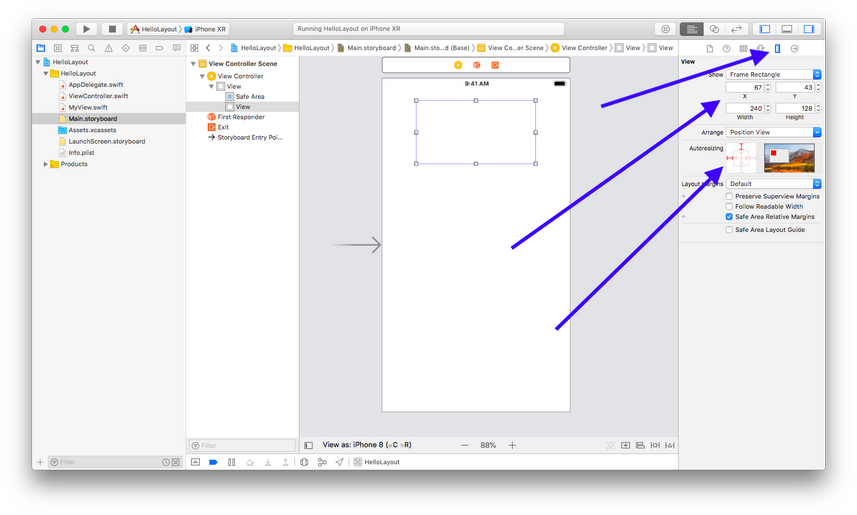 HelloLayout iPhone XR
Running HelloLayout on iPhone XR
HelloLayout HelloLayout Main.storyboard Main.sto...d (Base) View Co...er Scene View Controller View View
HelloLayout
HelloLayout
AppDelegate.swift
ViewController.swift
MyView.swift
Main.storyboard
Assets.xcassets
LaunchScreen.storyboard
Info.plist
Products
Filter
View Controller Scene
View Controller
View
Safe Area
View
First Responder
Exit
Storyboard Entry Poi...
Filter
9:41 AM
View as: iPhone 8 (wC hR)
88%
HelloLayout
View
Show Frame Rectangle
67 43
X Y
240 128
Width Height
Arrange Position View
Autoresizing
Layout Margins Default
Preserve Superview Margins
Follow Readable Width
Safe Area Relative Margins
Safe Area Layout Guide